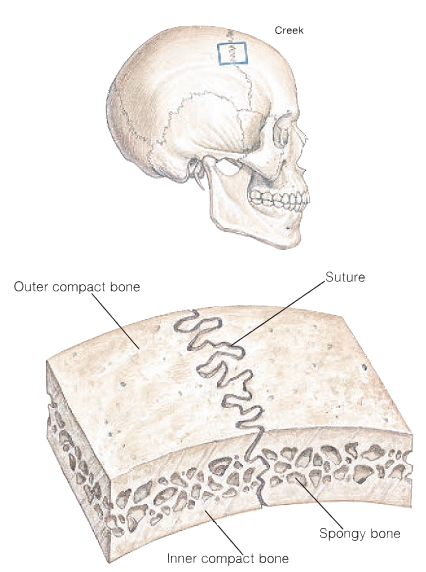 Creek
Suture
Outer compact bone
Spongy bone
Inner compact bone